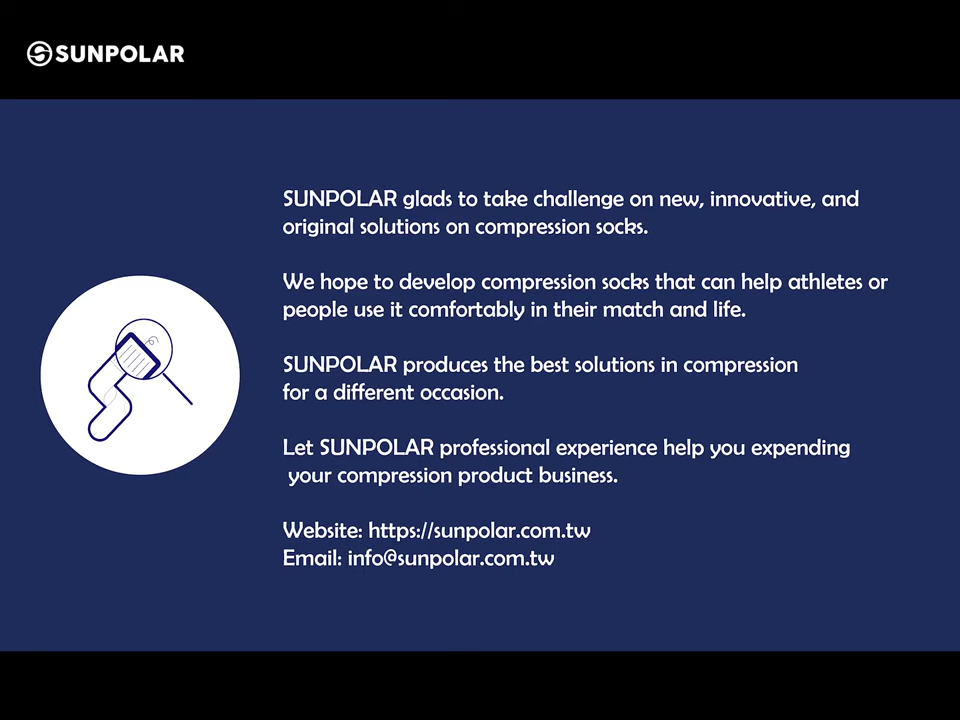 SUNPOLAR
SUNPOLAR glads to take challenge on new, innovative, and
original solutions on compression socks.
We hope to develop compression socks that can help athletes or
people use it comfortably in their match and life.
SUNPOLAR produces the best solutions in compression
for a different occasion.
Let SUNPOLAR professional experience help you expending
your compression product business.
Website: https://sunpolar.com.tw
Email: info@sunpolar.com.tw